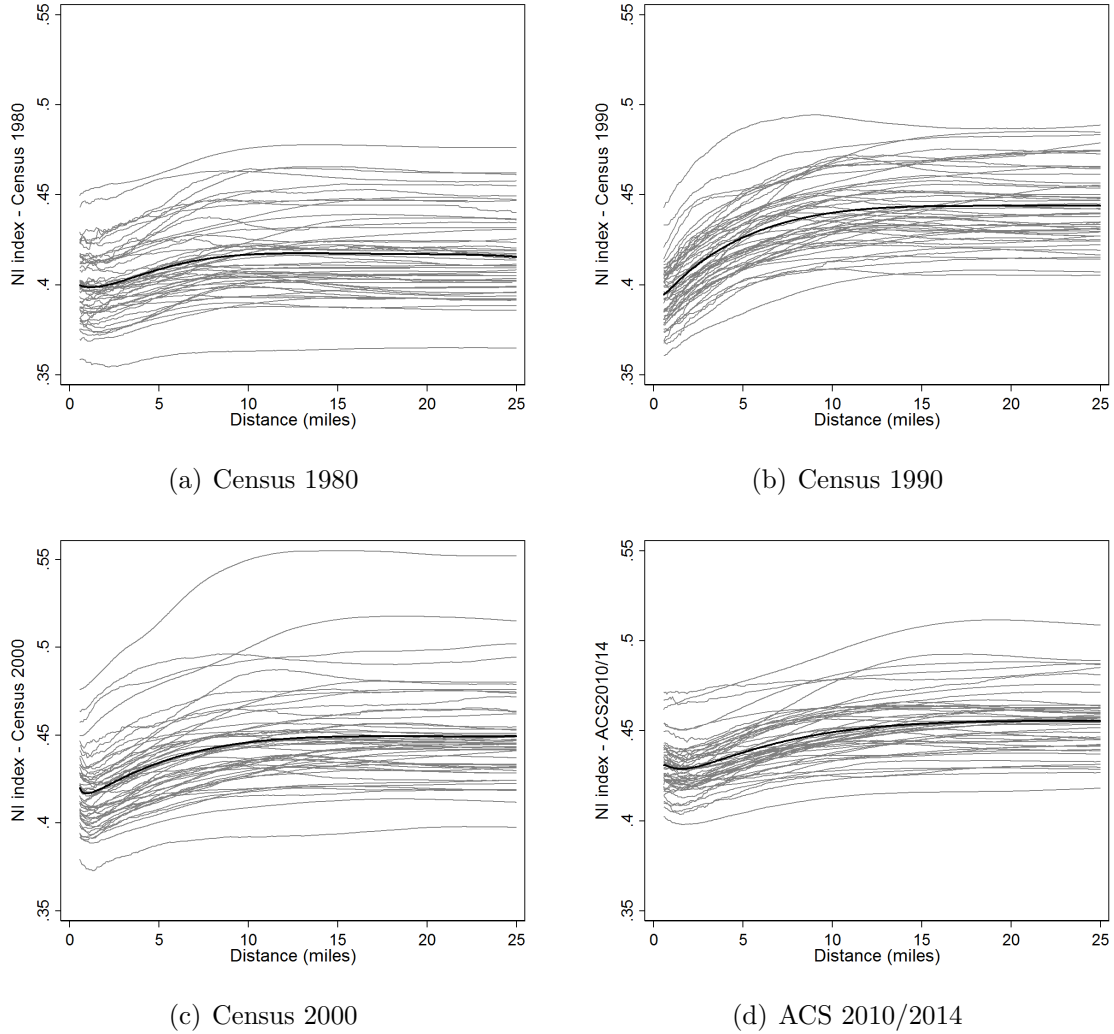 .55
.5
.45
.4
.35
NI index - Census 1980
0 5 10 15 20 25
Distance (miles)
(a) Census 1980
.55
.5
.45
.4
.35
NI index - Census 1990
0 5 10 15 20 25
Distance (miles)
(b) Census 1990
.55
.5
.45
.4
.35
NI index - Census 2000
0 5 10 15 20 25
Distance (miles)
(c) Census 2000
.55
.5
.45
.4
.35
NI index - ACS2010/14
0 5 10 15 20 25
Distance (miles)
(d) ACS 2010/2014